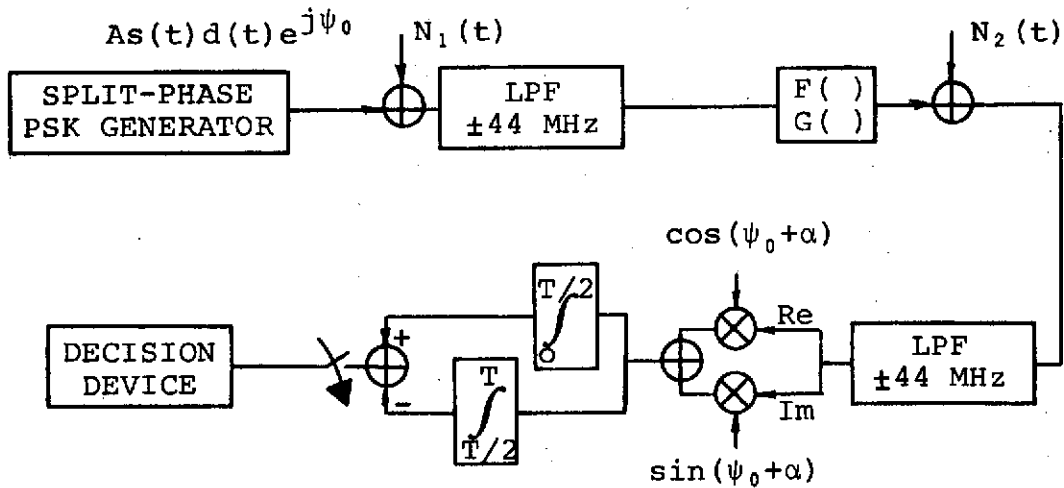 As(t)d(t)e^{jψ₀}
N₁(t)
N₂(t)
SPLIT-PHASE
PSK GENERATOR
LPF
±44 MHz
F( )
G( )
cos(ψ₀+α)
T/2
∫
0
Re
+
DECISION
DEVICE
LPF
±44 MHz
−
T
∫
T/2
Im
sin(ψ₀+α)